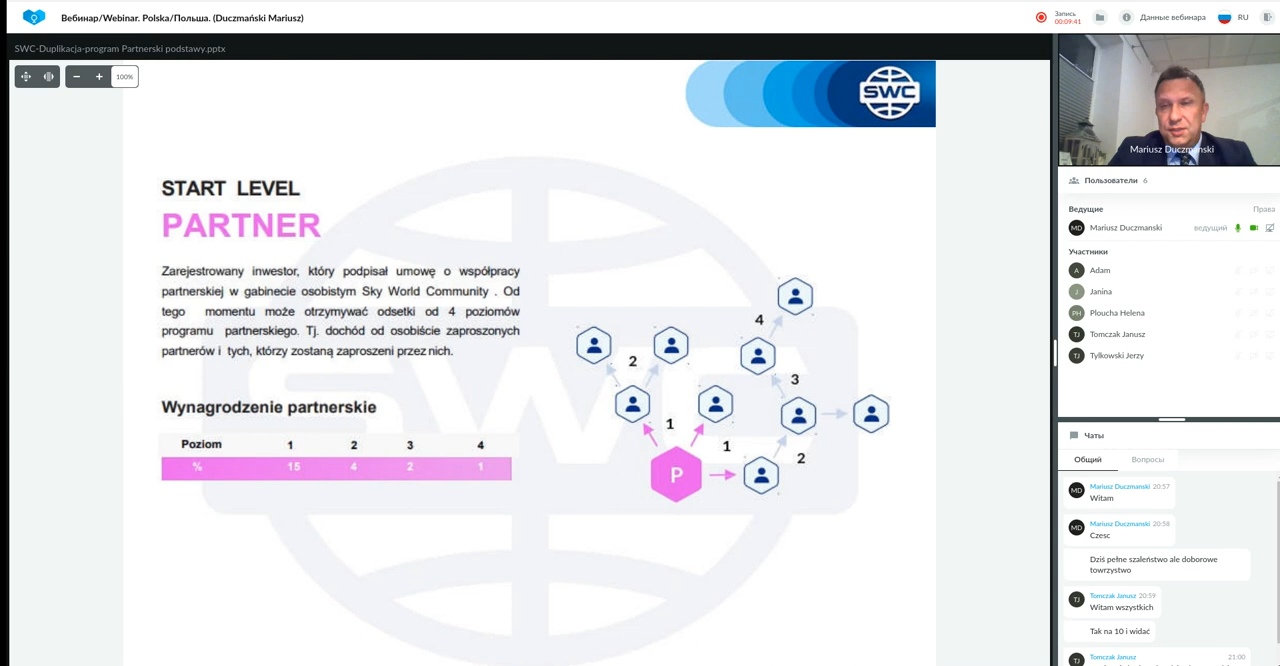 Вебинар/Webinar. Polska/Польша. (Duczmański Mariusz)
Запись
00:09:41
Данные вебинара
RU
SWC-Duplikacja-program Partnerski podstawy.pptx
100%
SWC
START LEVEL
PARTNER
Zarejestrowany inwestor, który podpisał umowę o współpracy
partnerskiej w gabinecie osobistym Sky World Community . Od
tego momentu może otrzymywać odsetki od 4 poziomów
programu partnerskiego. Tj. dochód od osobiście zaproszonych
partnerów i tych, którzy zostaną zaproszeni przez nich.
Wynagrodzenie partnerskie
Poziom 1 2 3 4
% 15 4 2 1
4
2
3
1
1
2
P
SWC
Mariusz Duczmanski
Пользователи 6
Ведущие Права
MD Mariusz Duczmanski ведущий
Участники
A Adam
J Janina
PH Ploucha Helena
TJ Tomczak Janusz
TJ Tylkowski Jerzy
Чаты
Общий Вопросы
MD Mariusz Duczmanski 20:57
Witam
MD Mariusz Duczmanski 20:58
Czesc
Dziś pełne szaleństwo ale doborowe
towrzystwo
TJ Tomczak Janusz 20:59
Witam wszystkich
Tak na 10 i widać
TJ Tomczak Janusz 21:00